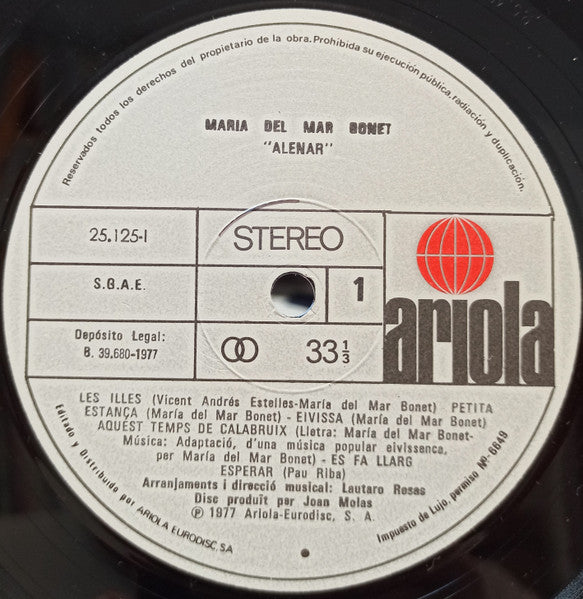 Reservados todos los derechos del propietario de la obra. Prohibida su ejecución pública, radiación y duplicación.
MARIA DEL MAR BONET
"ALENAR"
25.125-I
STEREO
S.G.A.E.
1
ariola
Depósito Legal:
B. 39.680-1977
33 1/3
LES ILLES (Vicent Andrés Estelles-María del Mar Bonet) PETITA
ESTANÇA (María del Mar Bonet) - EIVISSA (María del Mar Bonet)
AQUEST TEMPS DE CALABRUIX (Lletra: María del Mar Bonet-
Música: Adaptació, d'una música popular eivissenca,
per María del Mar Bonet) - ES FA LLARG
ESPERAR (Pau Riba)
Arranjaments i direcció musical: Lautaro Rosas
Disc produït per Joan Molas
℗ 1977 Ariola-Eurodisc, S. A.
Editado y Distribuido por ARIOLA EURODISC, SA
Impuesto de Lujo, permiso Nº 6649